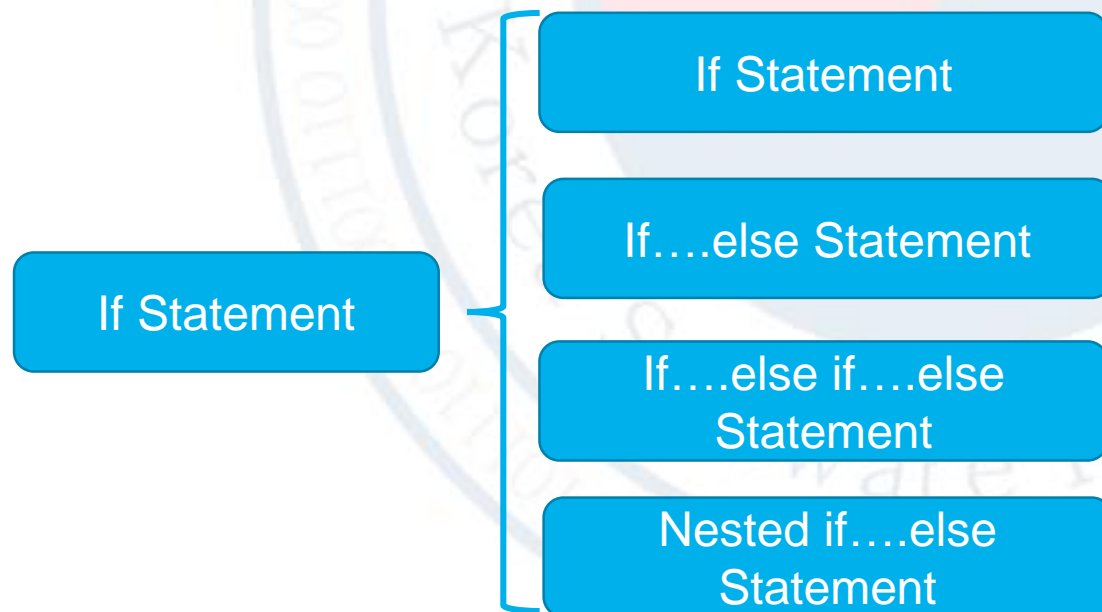 If Statement
If Statement
If….else Statement
If….else if….else
Statement
Nested if….else
Statement